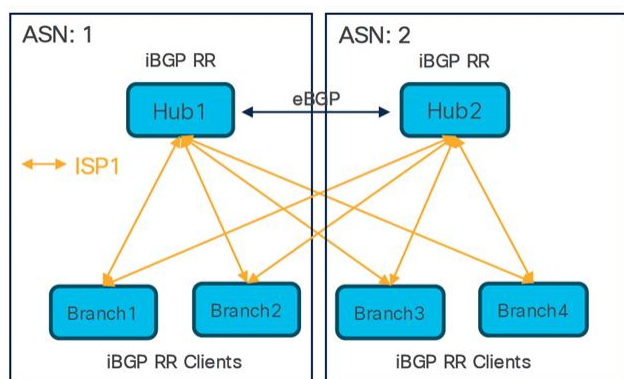 ASN: 1
ASN: 2
iBGP RR
iBGP RR
Hub1
eBGP
Hub2
ISP1
Branch1
Branch2
Branch3
Branch4
iBGP RR Clients
iBGP RR Clients